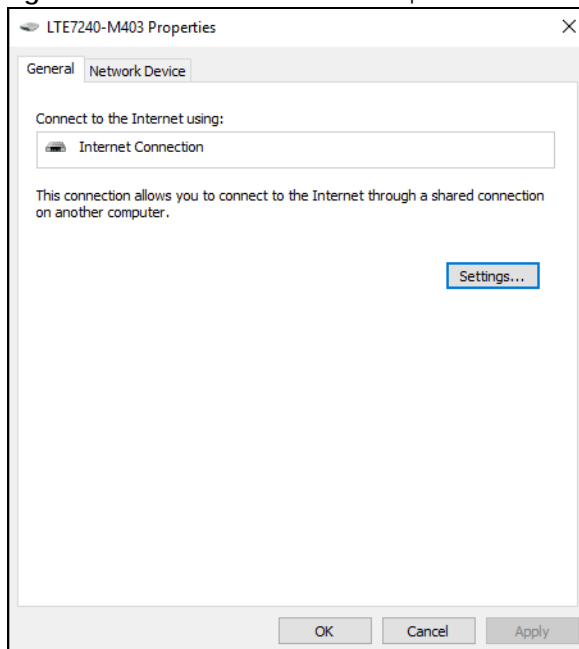 LTE7240-M403 Properties
General Network Device
Connect to the Internet using:
Internet Connection
This connection allows you to connect to the Internet through a shared connection
on another computer.
Settings...
OK Cancel Apply